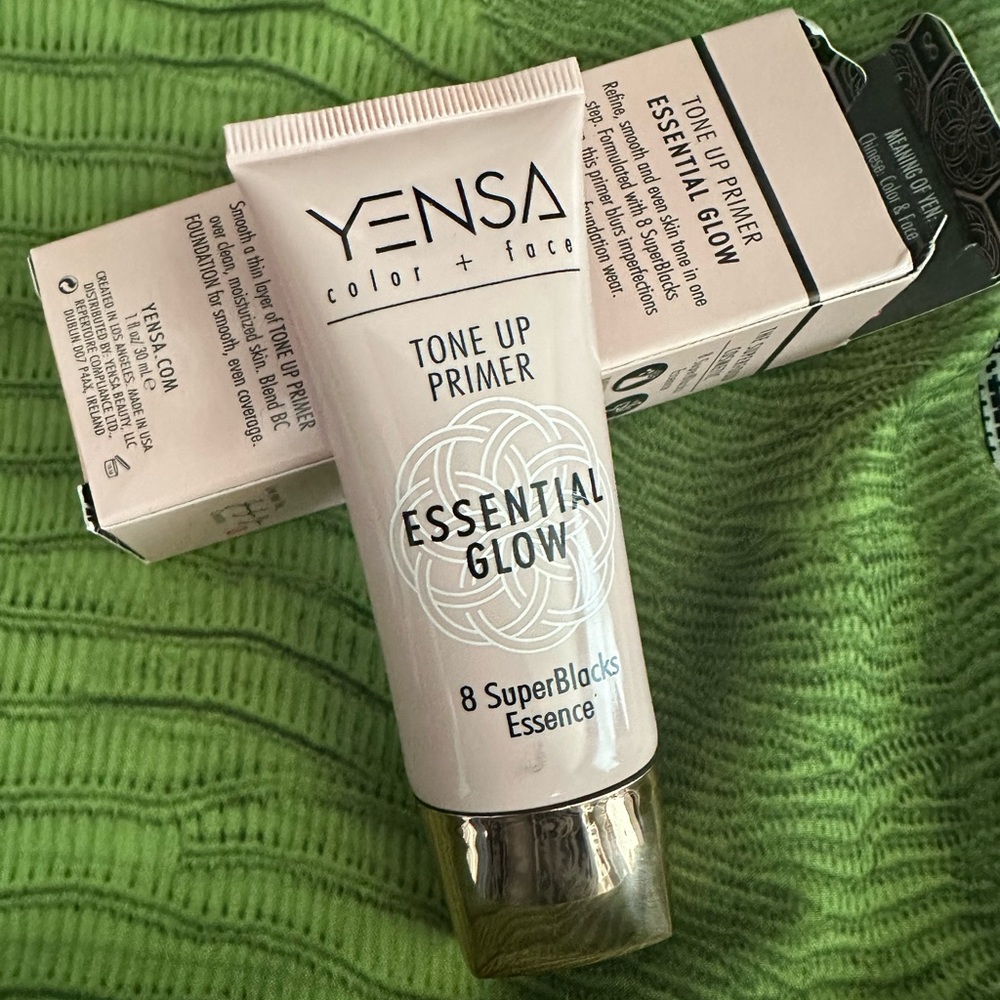 YENSA
color + face
TONE UP
PRIMER
ESSENTIAL
GLOW
8 SuperBlacks
Essence
TONE UP PRIMER
ESSENTIAL GLOW
Refine, smooth and even skin tone in one
step. Formulated with 8 SuperBlacks
this primer blurs imperfections
foundation wear.
MEANING OF YEN:
Chinese. Color & Face
Smooth a thin layer of TONE UP PRIMER
over clean, moisturized skin. Blend BC
FOUNDATION for smooth, even coverage.
YENSA.COM
1 fl oz/ 30 mL e
CREATED IN LOS ANGELES. MADE IN USA
DISTRIBUTED BY: YENSA BEAUTY, LLC
REPERTOIRE COMPLIANCE LTD.,
DUBLIN D07 P4AX, IRELAND